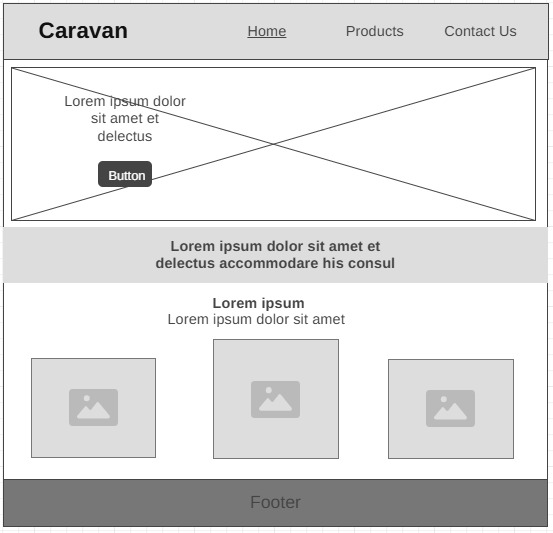 Caravan
Home
Products
Contact Us
Lorem ipsum dolor
sit amet et
delectus
Button
Lorem ipsum dolor sit amet et
delectus accommodare his consul
Lorem ipsum
Lorem ipsum dolor sit amet
Footer